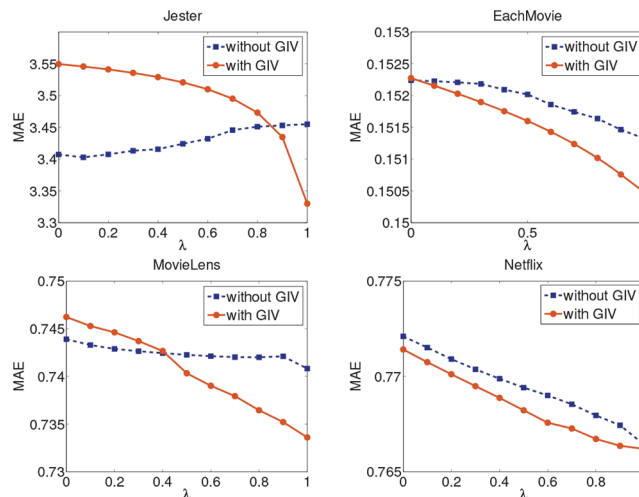 Jester
3.55
3.5
3.45
3.4
3.35
3.3
MAE
without GIV
with GIV
0 0.2 0.4 0.6 0.8 1
λ
EachMovie
0.153
0.1525
0.152
0.1515
0.151
0.1505
0.15
MAE
without GIV
with GIV
0 0.5
λ
MovieLens
0.75
0.745
0.74
0.735
0.73
MAE
without GIV
with GIV
0 0.2 0.4 0.6 0.8 1
λ
Netflix
0.775
0.77
0.765
MAE
without GIV
with GIV
0 0.2 0.4 0.6 0.8
λ